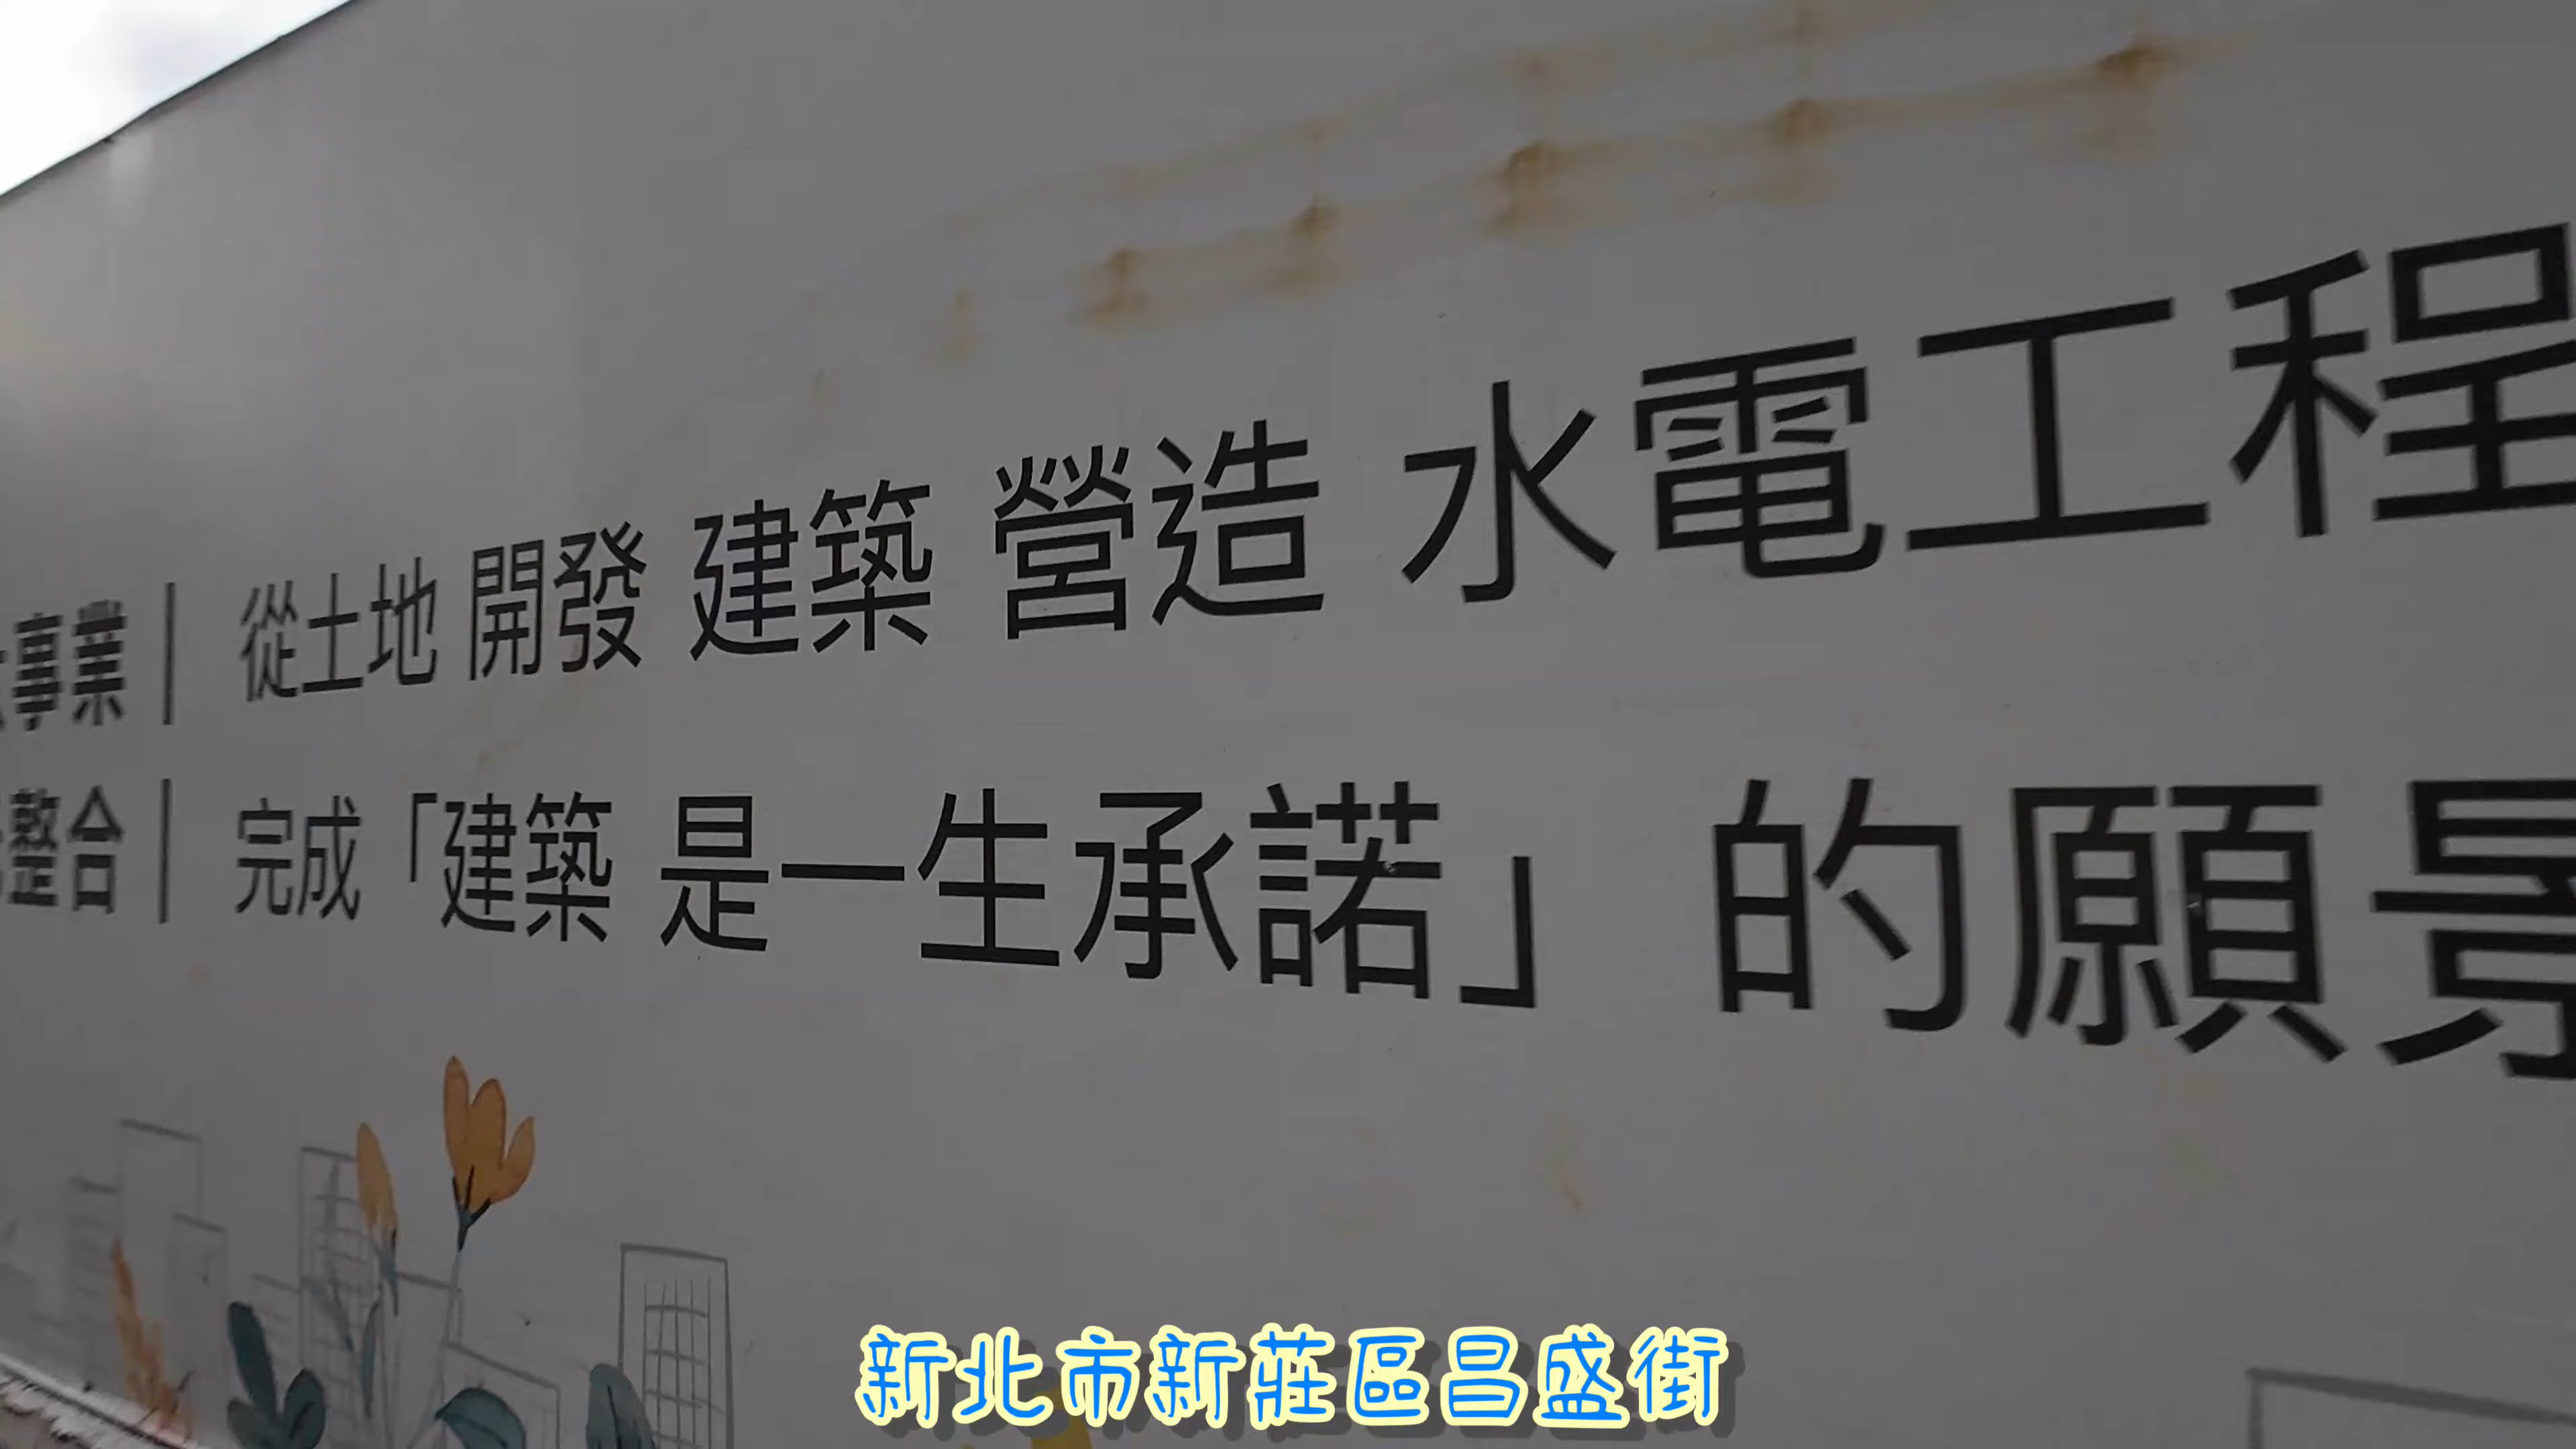 事業｜ 從土地 開發 建築 營造 水電工程
整合｜ 完成「建築 是一生承諾」 的願景
新北市新莊區昌盛街